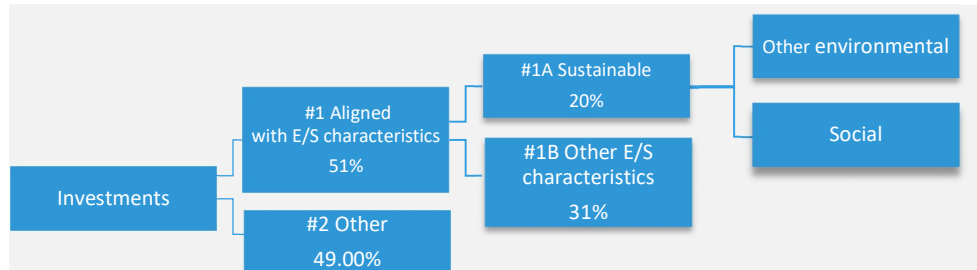 Investments
#1 Aligned
with E/S characteristics
51%
#2 Other
49.00%
#1A Sustainable
20%
#1B Other E/S
characteristics
31%
Other environmental
Social